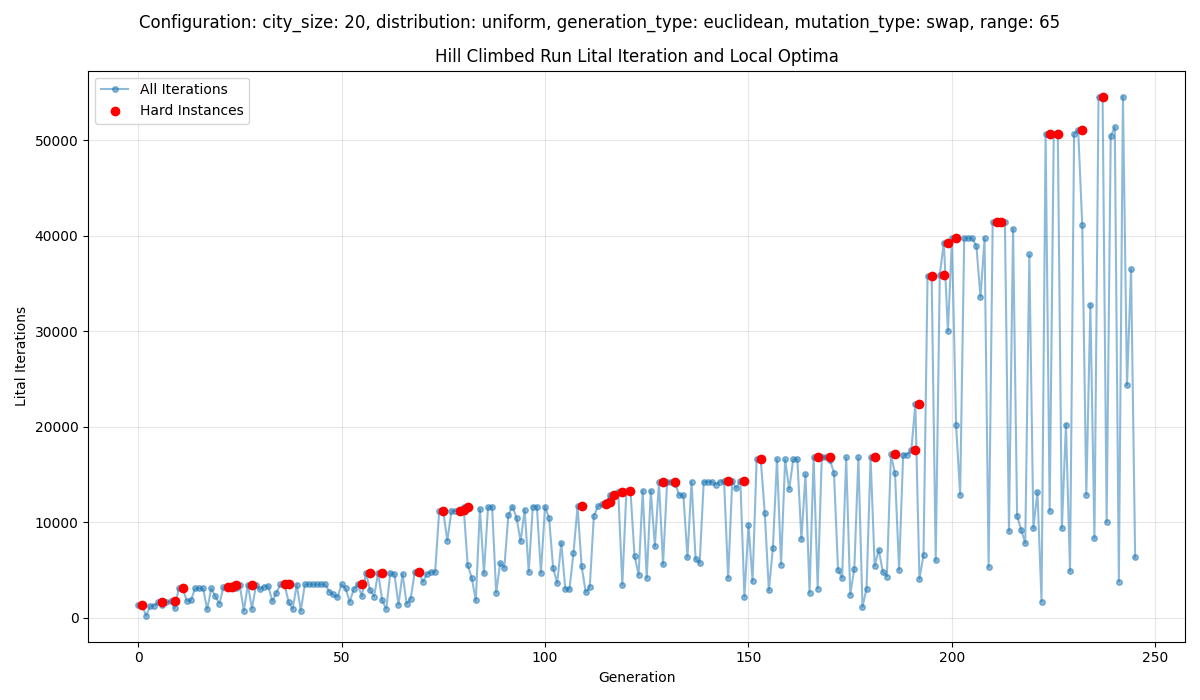 Configuration: city_size: 20, distribution: uniform, generation_type: euclidean, mutation_type: swap, range: 65
Hill Climbed Run Lital Iteration and Local Optima
All Iterations
Hard Instances
Lital Iterations
50000
40000
30000
20000
10000
0
0 50 100 150 200 250
Generation